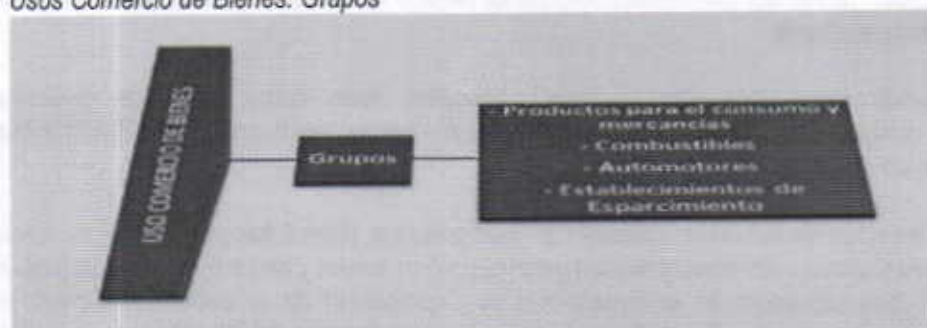 Usos Comercio de Bienes. Grupos
USO COMERCIO DE BIENES
Grupos
- Productos para el consumo y
mercancías
- Combustibles
- Automotores
- Establecimientos de
Esparcimiento